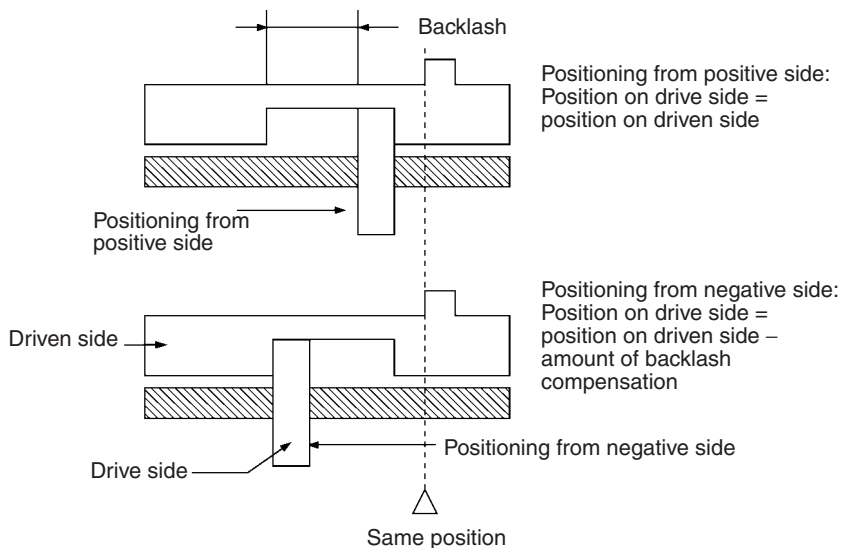 Backlash
Positioning from positive side:
Position on drive side =
position on driven side
Positioning from
positive side
Positioning from negative side:
Position on drive side =
position on driven side –
amount of backlash
compensation
Driven side
Positioning from negative side
Drive side
Same position